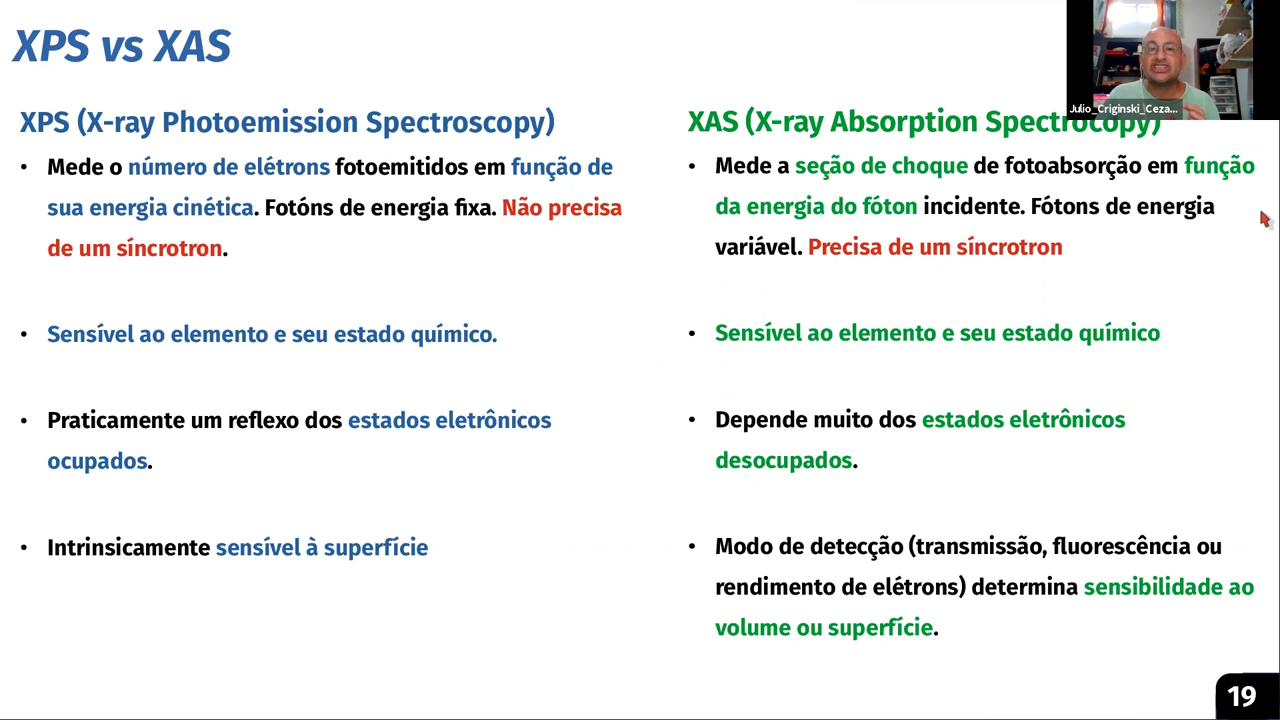 XPS vs XAS
Julio_Criginski_Ceza...
XPS (X-ray Photoemission Spectroscopy)
• Mede o número de elétrons fotoemitidos em função de
sua energia cinética. Fotóns de energia fixa. Não precisa
de um síncrotron.
• Sensível ao elemento e seu estado químico.
• Praticamente um reflexo dos estados eletrônicos
ocupados.
• Intrinsicamente sensível à superfície
XAS (X-ray Absorption Spectrocopy)
• Mede a seção de choque de fotoabsorção em função
da energia do fóton incidente. Fótons de energia
variável. Precisa de um síncrotron
• Sensível ao elemento e seu estado químico
• Depende muito dos estados eletrônicos
desocupados.
• Modo de detecção (transmissão, fluorescência ou
rendimento de elétrons) determina sensibilidade ao
volume ou superfície.
19